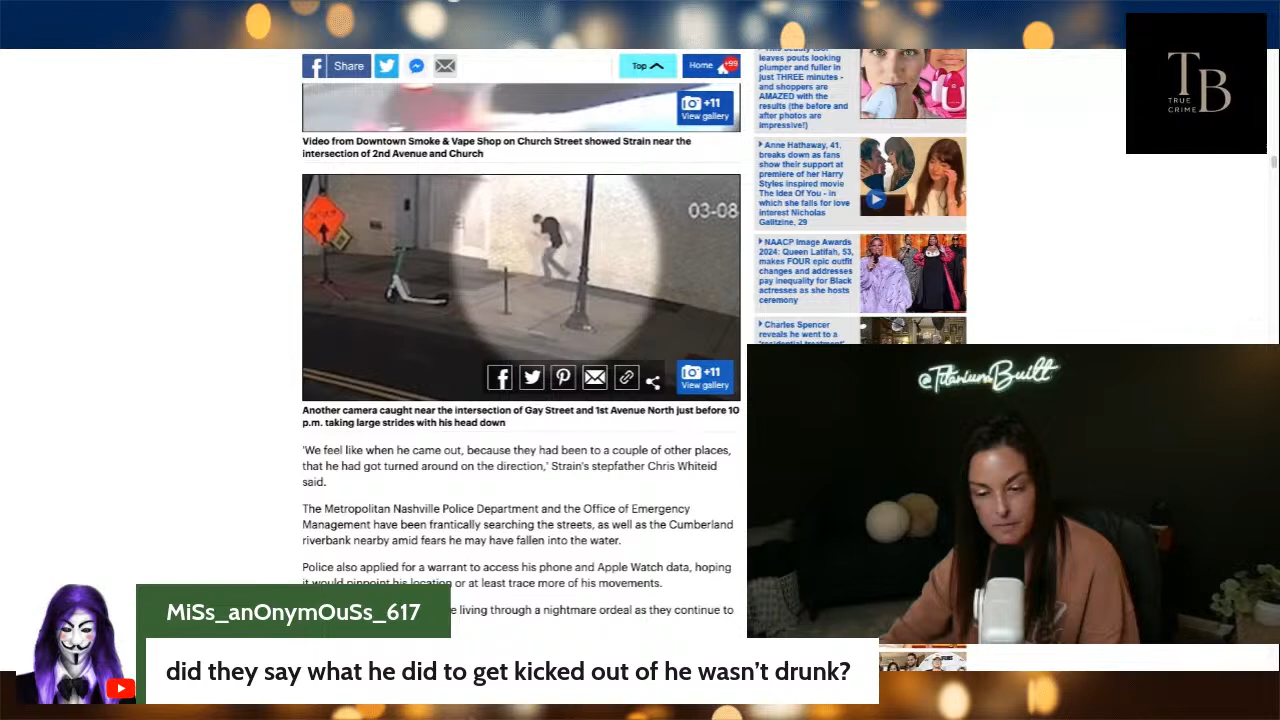 Share
Top
Home
+99
+11
View gallery
Video from Downtown Smoke & Vape Shop on Church Street showed Strain near the
intersection of 2nd Avenue and Church
03-08
+11
View gallery
Another camera caught near the intersection of Gay Street and 1st Avenue North just before 10
p.m. taking large strides with his head down
'We feel like when he came out, because they had been to a couple of other places,
that he had got turned around on the direction,' Strain's stepfather Chris Whiteid
said.
The Metropolitan Nashville Police Department and the Office of Emergency
Management have been frantically searching the streets, as well as the Cumberland
riverbank nearby amid fears he may have fallen into the water.
Police also applied for a warrant to access his phone and Apple Watch data, hoping
it would pinpoint his location or at least trace more of his movements.
living through a nightmare ordeal as they continue to
leaves pouts looking
plumper and fuller in
just THREE minutes -
and shoppers are
AMAZED with the
results (the before and
after photos are
impressive!)
Anne Hathaway, 41,
breaks down as fans
show their support at
premiere of her Harry
Styles inspired movie
The Idea Of You - in
which she falls for love
interest Nicholas
Galitzine, 29
NAACP Image Awards
2024: Queen Latifah, 53,
makes FOUR epic outfit
changes and addresses
pay inequality for Black
actresses as she hosts
ceremony
Charles Spencer
reveals he went to a
TB
TRUE
CRIME
@TitaniumBuilt
MiSs_anOnymOuSs_617
did they say what he did to get kicked out of he wasn't drunk?